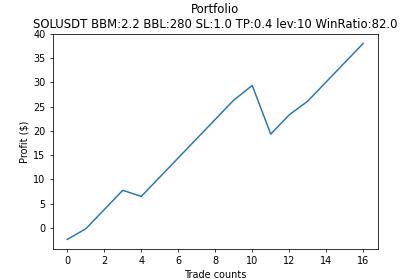 Portfolio
SOLUSDT BBM:2.2 BBL:280 SL:1.0 TP:0.4 lev:10 WinRatio:82.0
40
35
30
25
20
15
10
5
0
Profit ($)
0 2 4 6 8 10 12 14 16
Trade counts